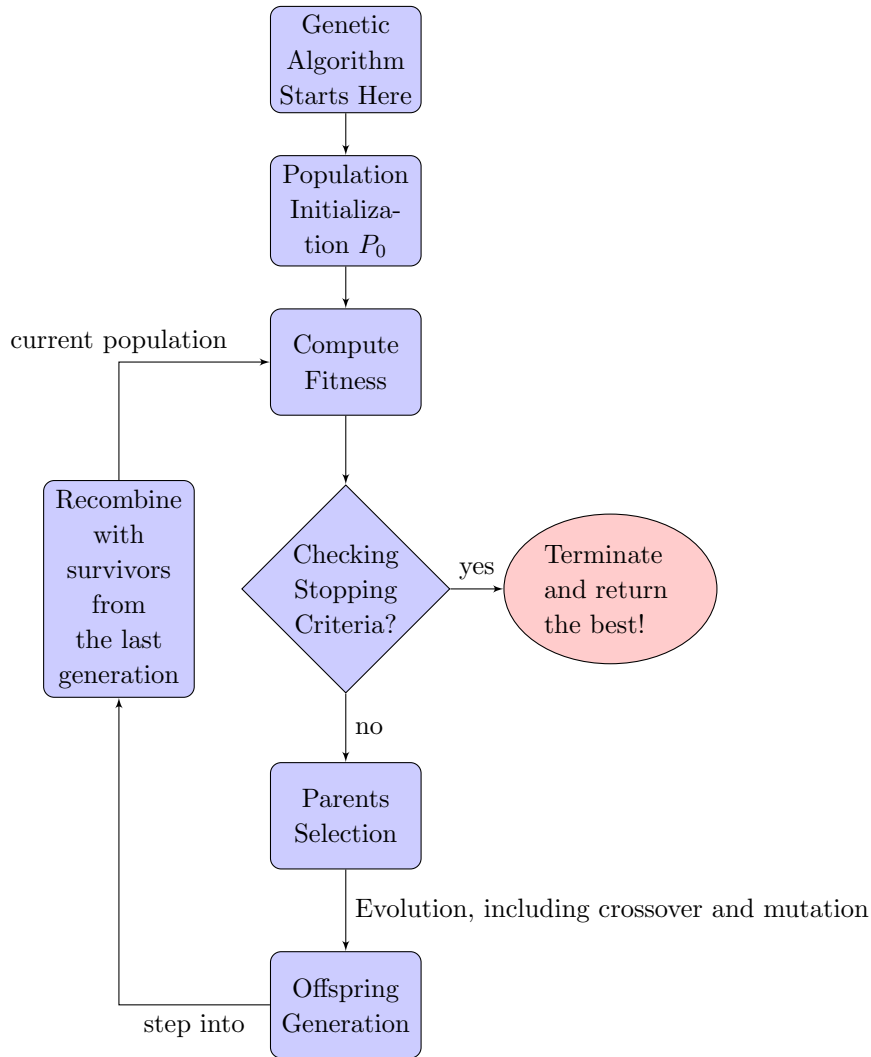 Genetic
Algorithm
Starts Here
Population
Initializa-
tion P₀
current population
Compute
Fitness
Recombine
with
survivors
from
the last
generation
Checking
Stopping
Criteria?
yes
Terminate
and return
the best!
no
Parents
Selection
Evolution, including crossover and mutation
Offspring
Generation
step into